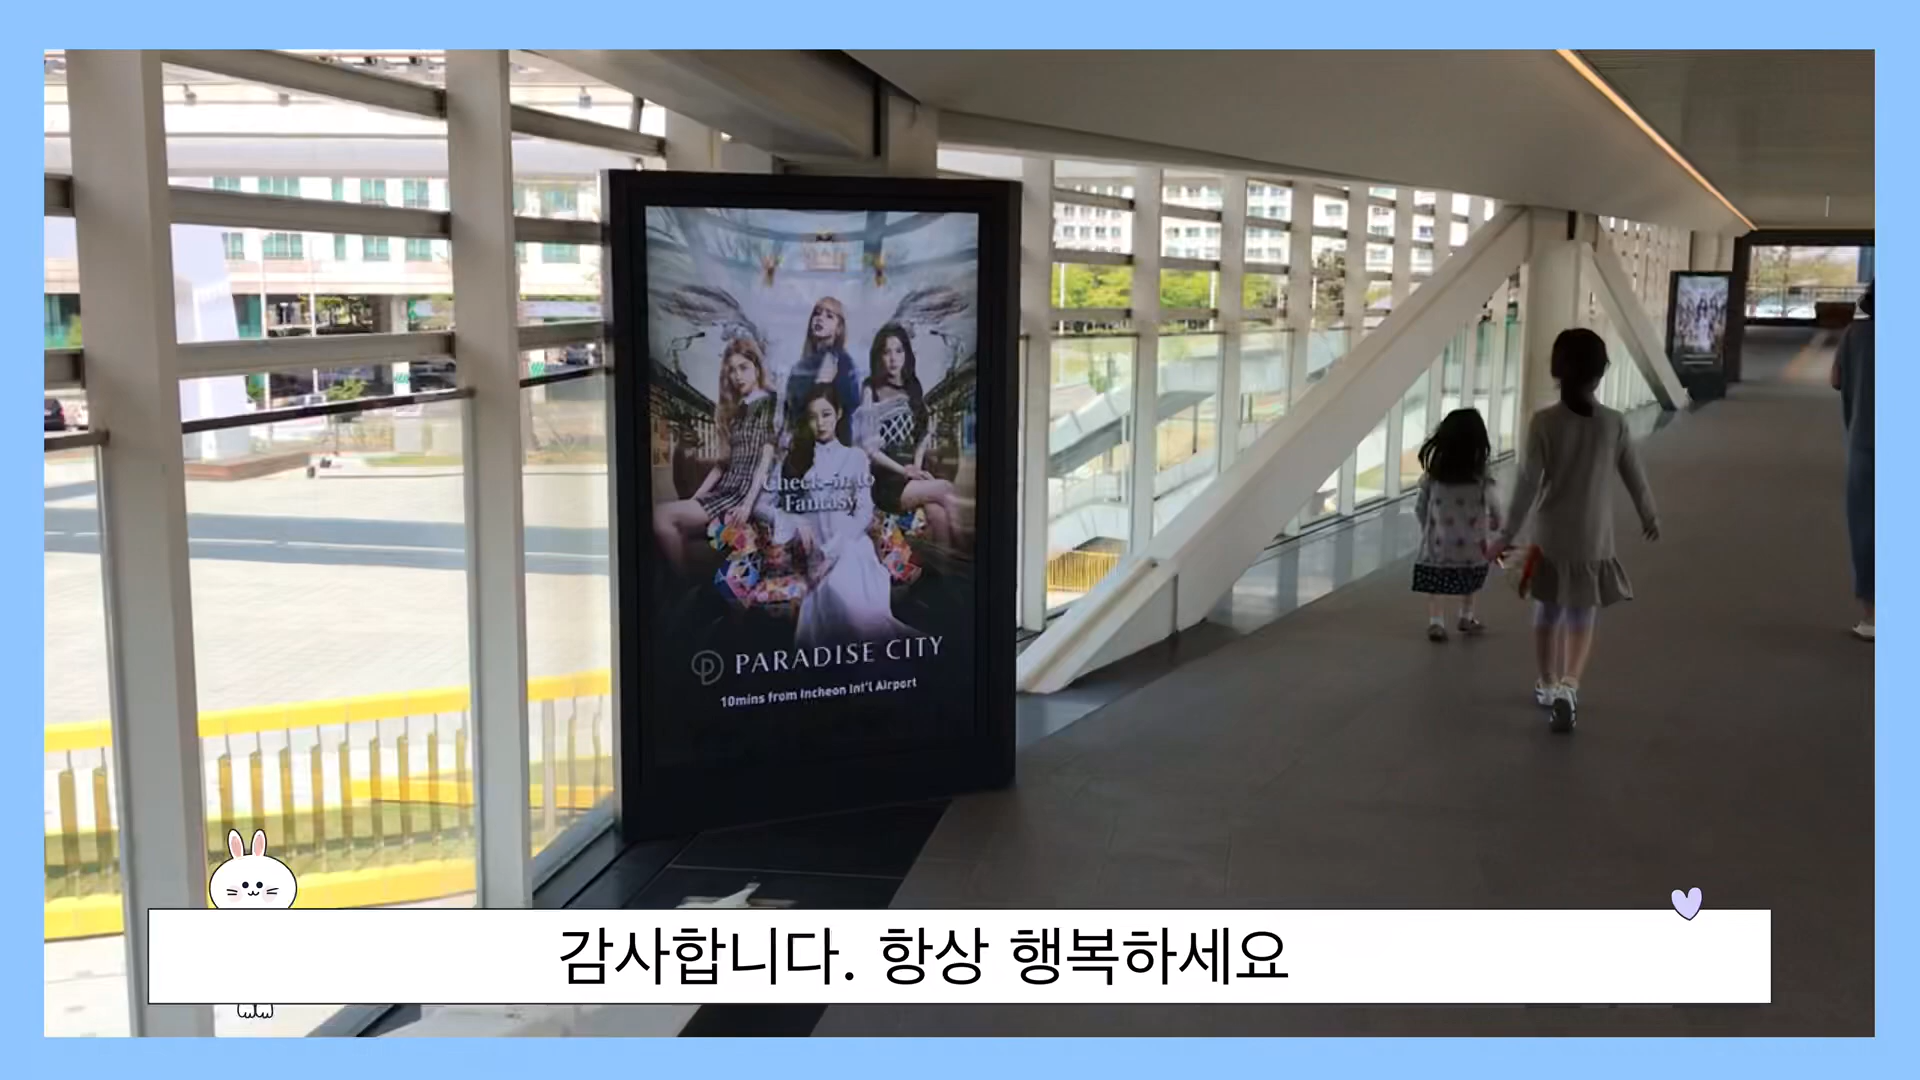 Check-in to
Fantasy
PARADISE CITY
10mins from Incheon Int'l Airport
감사합니다. 항상 행복하세요